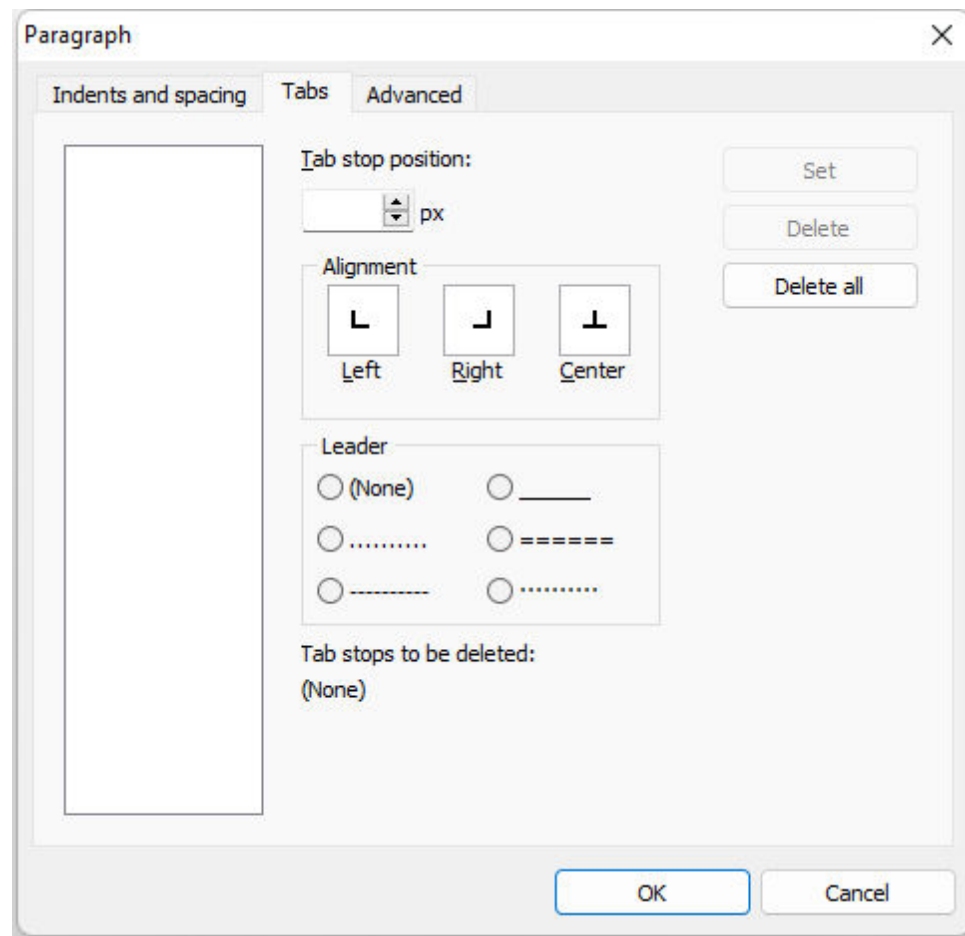 Paragraph
Indents and spacing Tabs Advanced
Tab stop position:
px
Set
Delete
Delete all
Alignment
Left Right Center
Leader
(None) ______
.......... ======
---------- ··········
Tab stops to be deleted:
(None)
OK Cancel